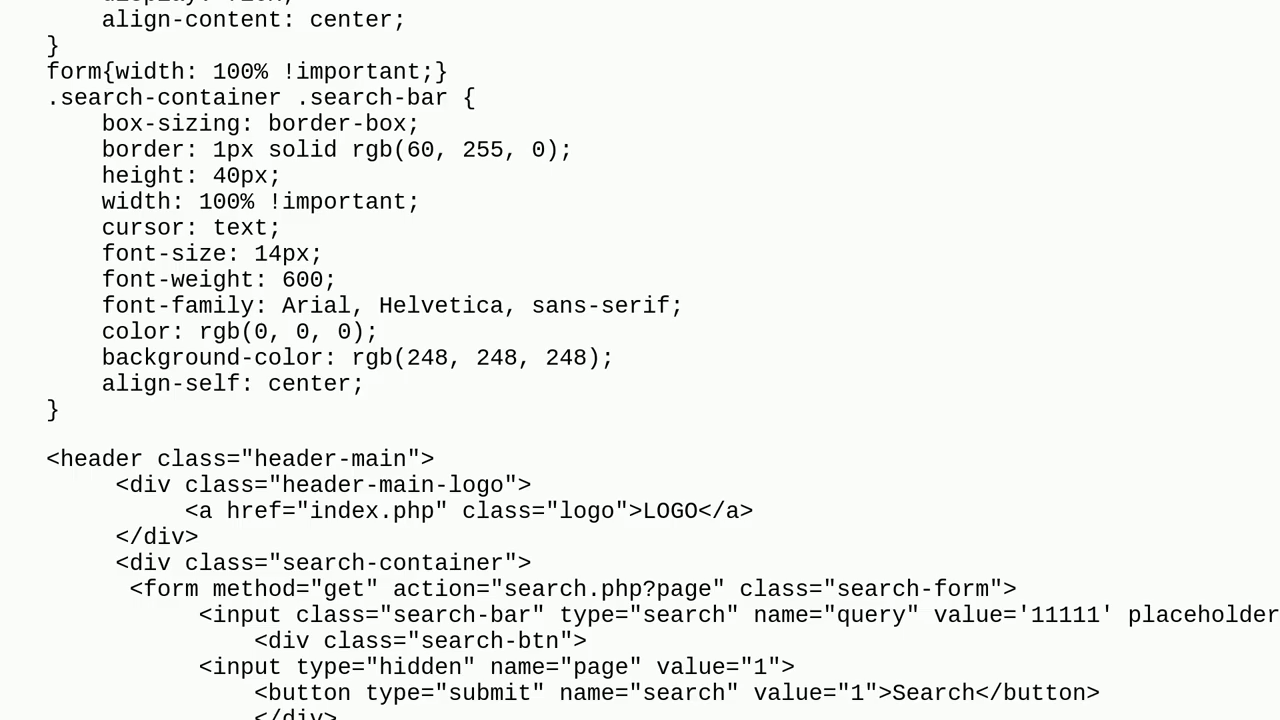 align-content: center;
}
form{width: 100% !important;}
.search-container .search-bar {
box-sizing: border-box;
border: 1px solid rgb(60, 255, 0);
height: 40px;
width: 100% !important;
cursor: text;
font-size: 14px;
font-weight: 600;
font-family: Arial, Helvetica, sans-serif;
color: rgb(0, 0, 0);
background-color: rgb(248, 248, 248);
align-self: center;
}
<header class="header-main">
<div class="header-main-logo">
<a href="index.php" class="logo">LOGO</a>
</div>
<div class="search-container">
<form method="get" action="search.php?page" class="search-form">
<input class="search-bar" type="search" name="query" value='11111' placeholder
<div class="search-btn">
<input type="hidden" name="page" value="1">
<button type="submit" name="search" value="1">Search</button>
</div>